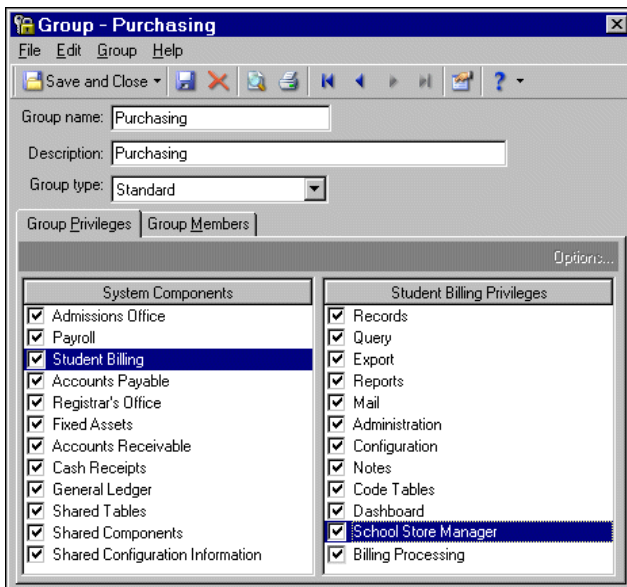 Group - Purchasing
File Edit Group Help
Save and Close
Group name: Purchasing
Description: Purchasing
Group type: Standard
Group Privileges Group Members
Options...
System Components Student Billing Privileges
Admissions Office Records
Payroll Query
Student Billing Export
Accounts Payable Reports
Registrar's Office Mail
Fixed Assets Administration
Accounts Receivable Configuration
Cash Receipts Notes
General Ledger Code Tables
Shared Tables Dashboard
Shared Components School Store Manager
Shared Configuration Information Billing Processing